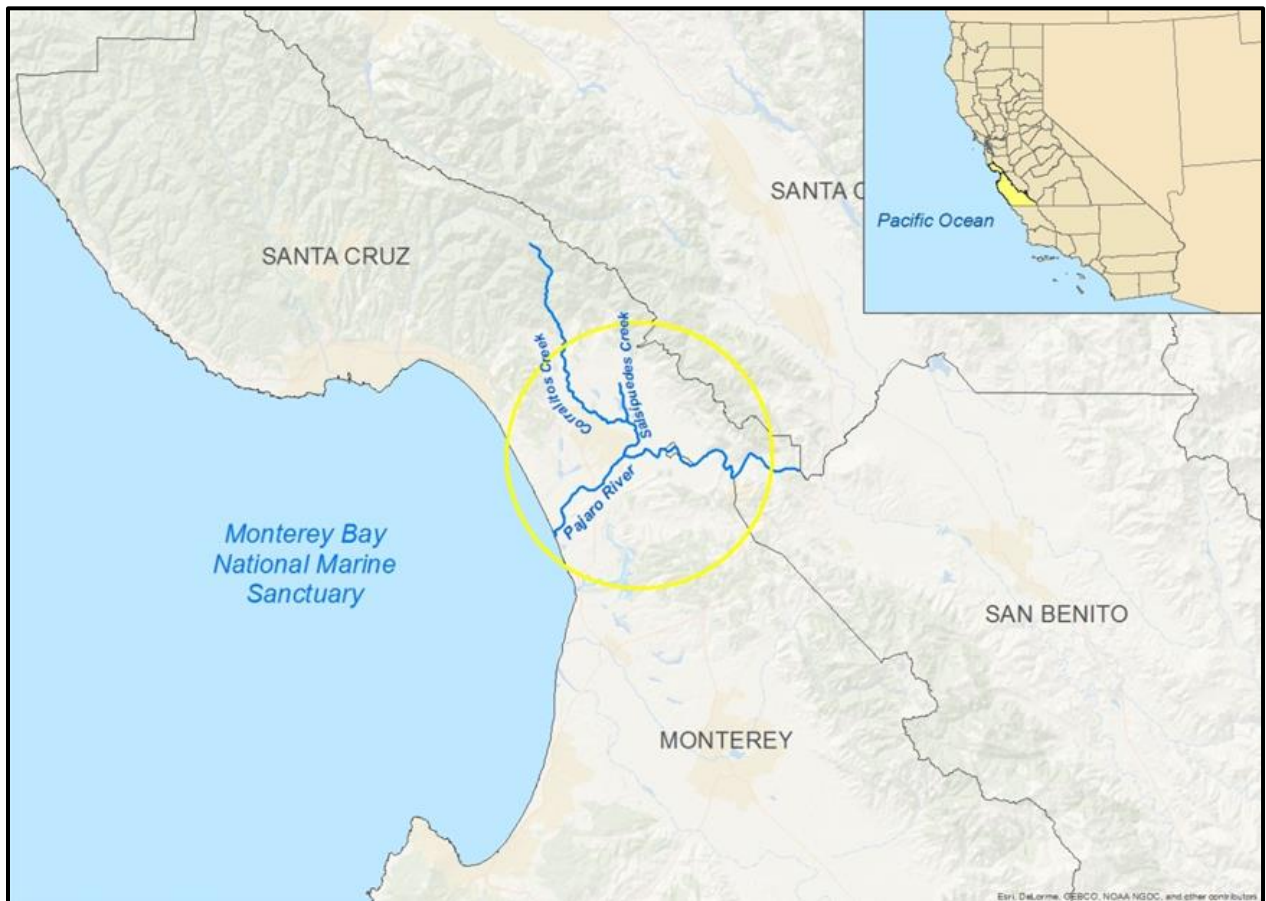 SANTA C
Pacific Ocean
SANTA CRUZ
Corralitos Creek
Salsipuedes Creek
Pajaro River
Monterey Bay
National Marine
Sanctuary
SAN BENITO
MONTEREY
Esri, DeLorme, GEBCO, NOAA NGDC, and other contributors